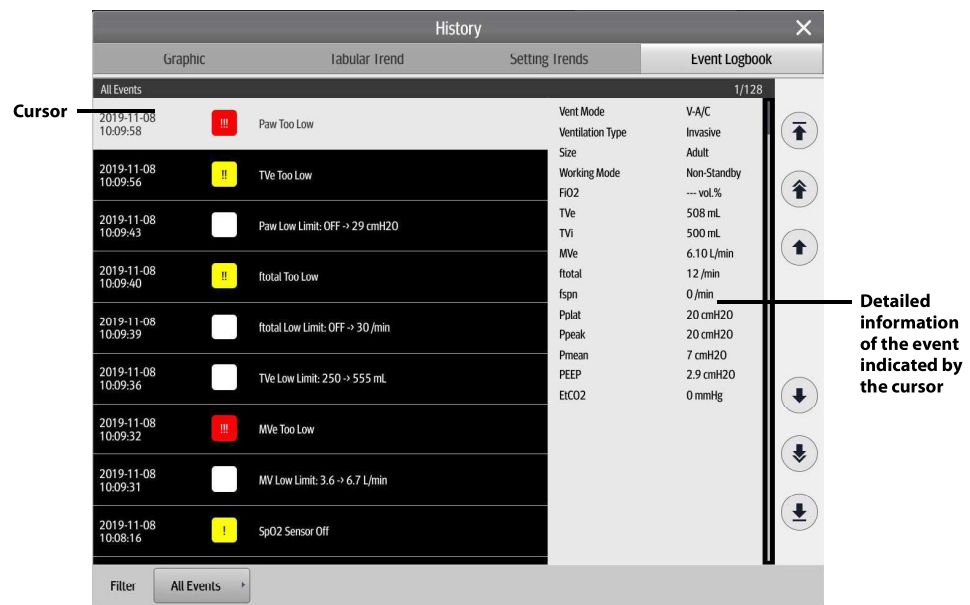 History
Graphic Tabular Trend Setting Trends Event Logbook
All Events 1/128
Cursor
2019-11-08
10:09:58
!!! Paw Too Low
2019-11-08
10:09:56
!! TVe Too Low
2019-11-08
10:09:43
Paw Low Limit: OFF -> 29 cmH2O
2019-11-08
10:09:40
!! ftotal Too Low
2019-11-08
10:09:39
ftotal Low Limit: OFF -> 30 /min
2019-11-08
10:09:36
TVe Low Limit: 250 -> 555 mL
2019-11-08
10:09:32
!!! MVe Too Low
2019-11-08
10:09:31
MV Low Limit: 3.6 -> 6.7 L/min
2019-11-08
10:08:16
! SpO2 Sensor Off
Vent Mode V-A/C
Ventilation Type Invasive
Size Adult
Working Mode Non-Standby
FiO2 --- vol.%
TVe 508 mL
TVi 500 mL
MVe 6.10 L/min
ftotal 12 /min
fspn 0 /min
Pplat 20 cmH2O
Ppeak 20 cmH2O
Pmean 7 cmH2O
PEEP 2.9 cmH2O
EtCO2 0 mmHg
Detailed
information
of the event
indicated by
the cursor
Filter All Events